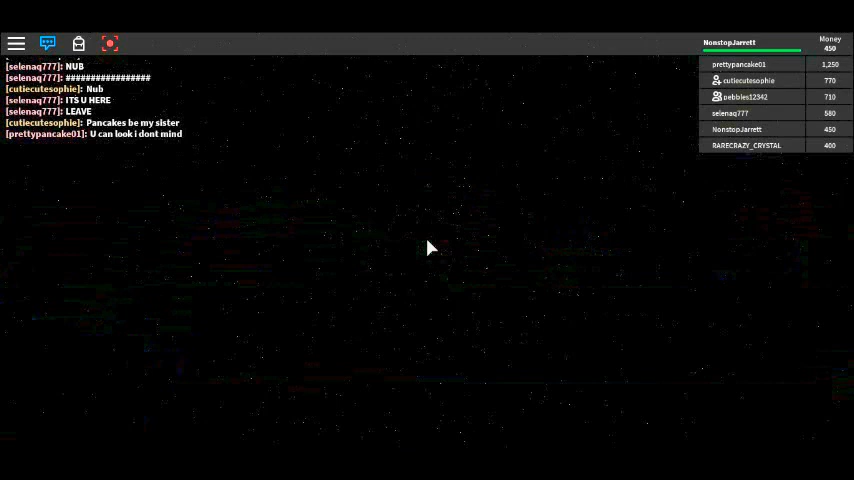 NonstopJarrett Money
450
[selenaq777]: NUB
[selenaq777]: #################
[cutiecutesophie]: Nub
[selenaq777]: ITS U HERE
[selenaq777]: LEAVE
[cutiecutesophie]: Pancakes be my sister
[prettypancake01]: U can look i dont mind
prettypancake01 1,250
cutiecutesophie 770
pebbles12342 710
selenaq777 580
NonstopJarrett 450
RARECRAZY_CRYSTAL 400